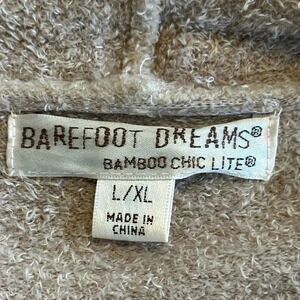 BAREFOOT DREAMS®
BAMBOO CHIC LITE®
L/XL
MADE IN
CHINA